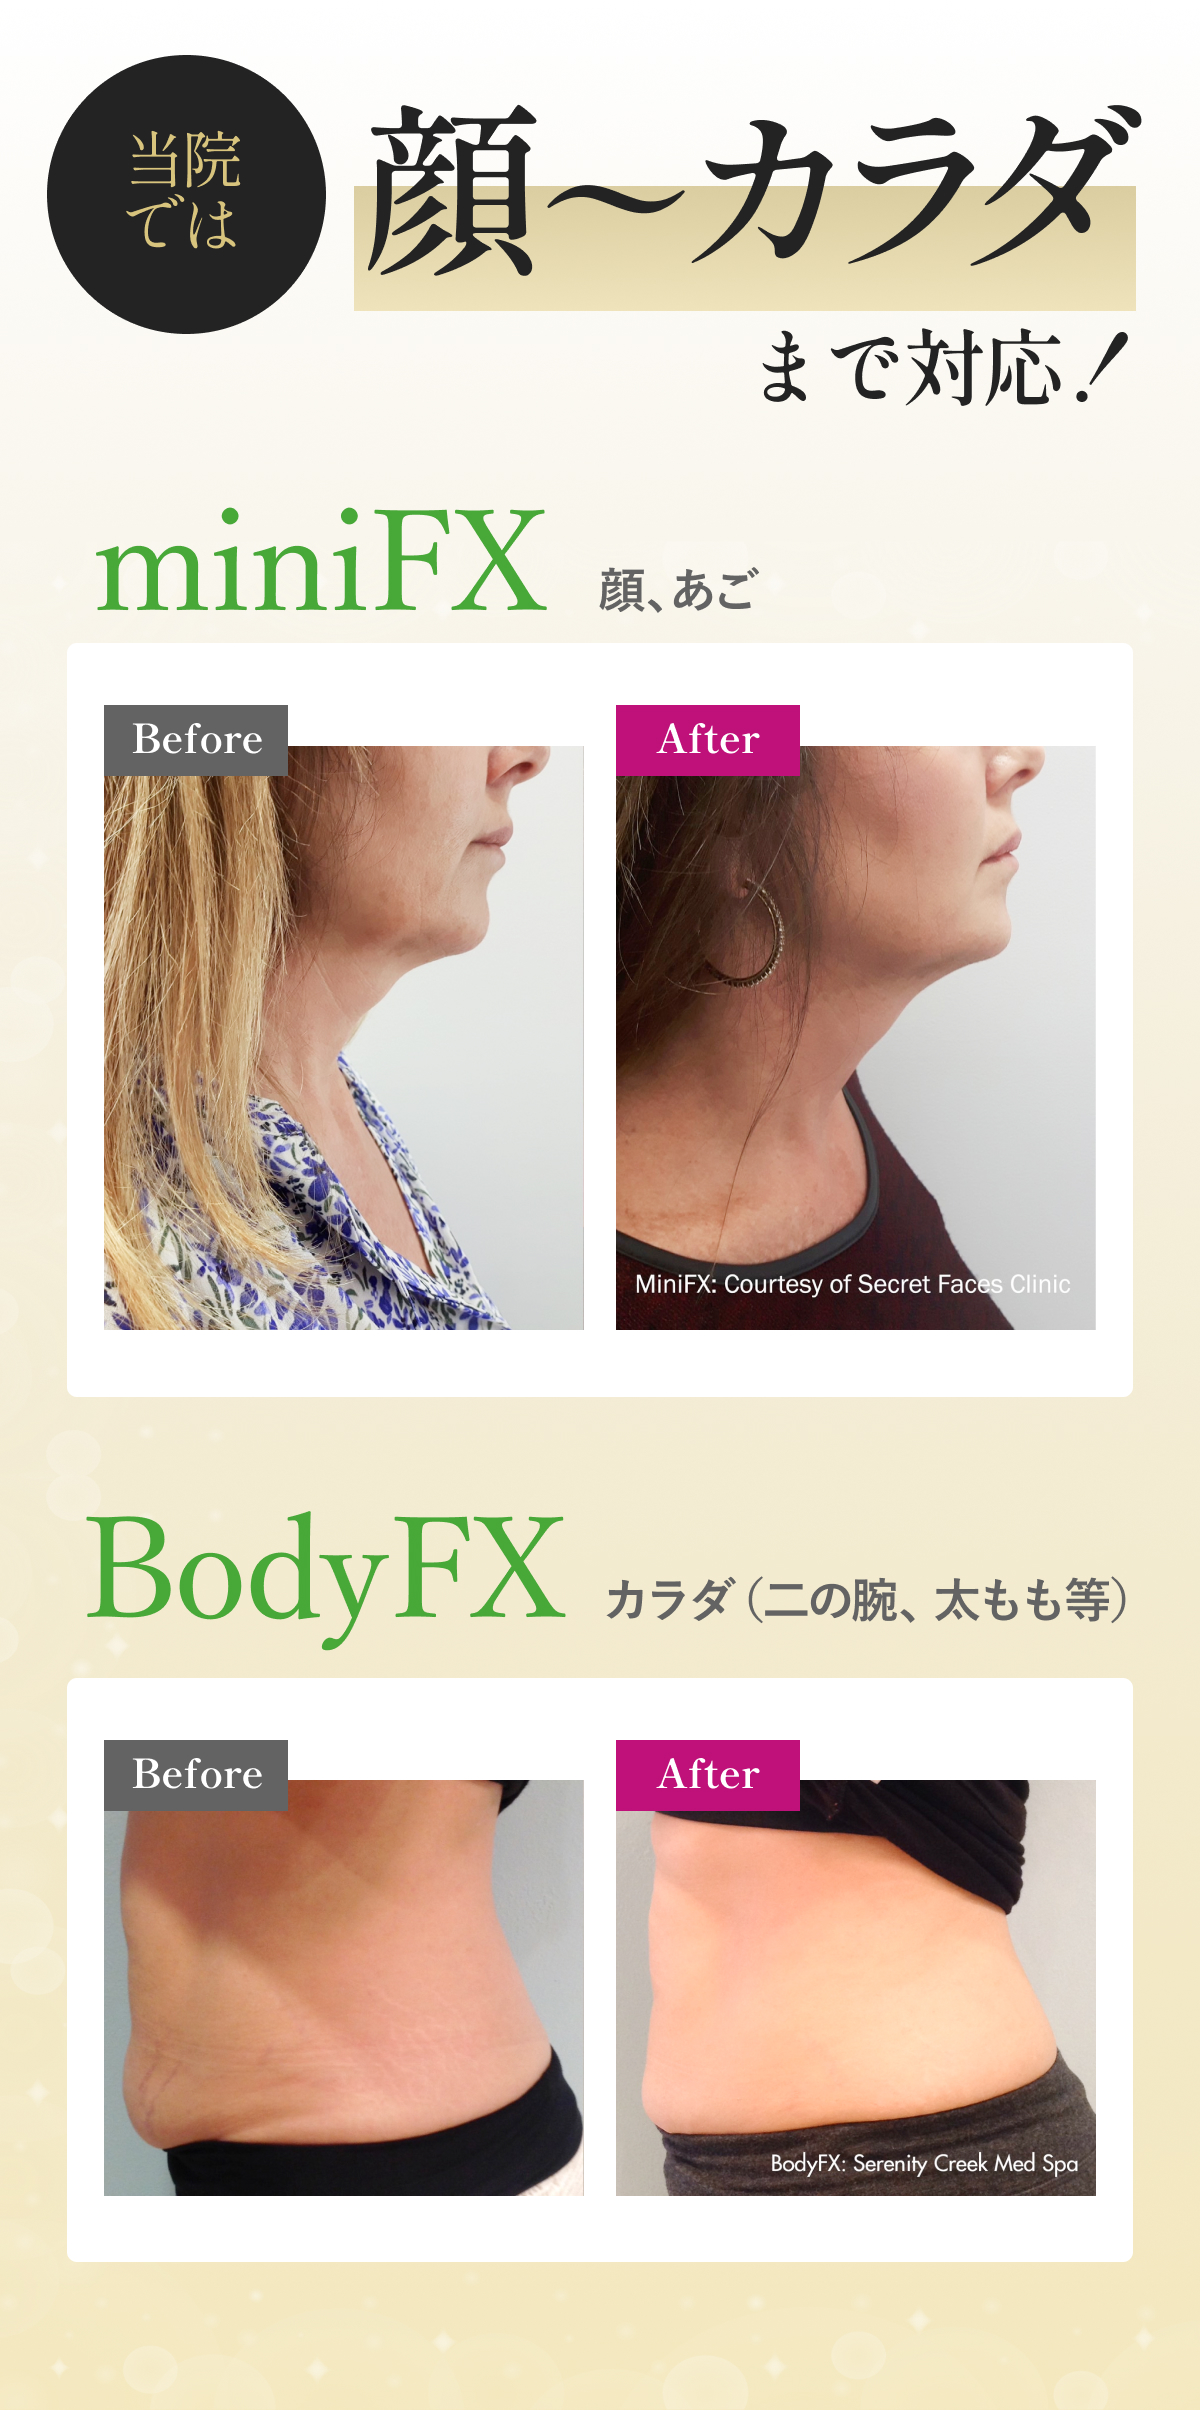 当院
では
顔〜カラダ
まで対応！
miniFX 顔、あご
Before
After
MiniFX: Courtesy of Secret Faces Clinic
BodyFX カラダ（二の腕、太もも等）
Before
After
BodyFX: Serenity Creek Med Spa